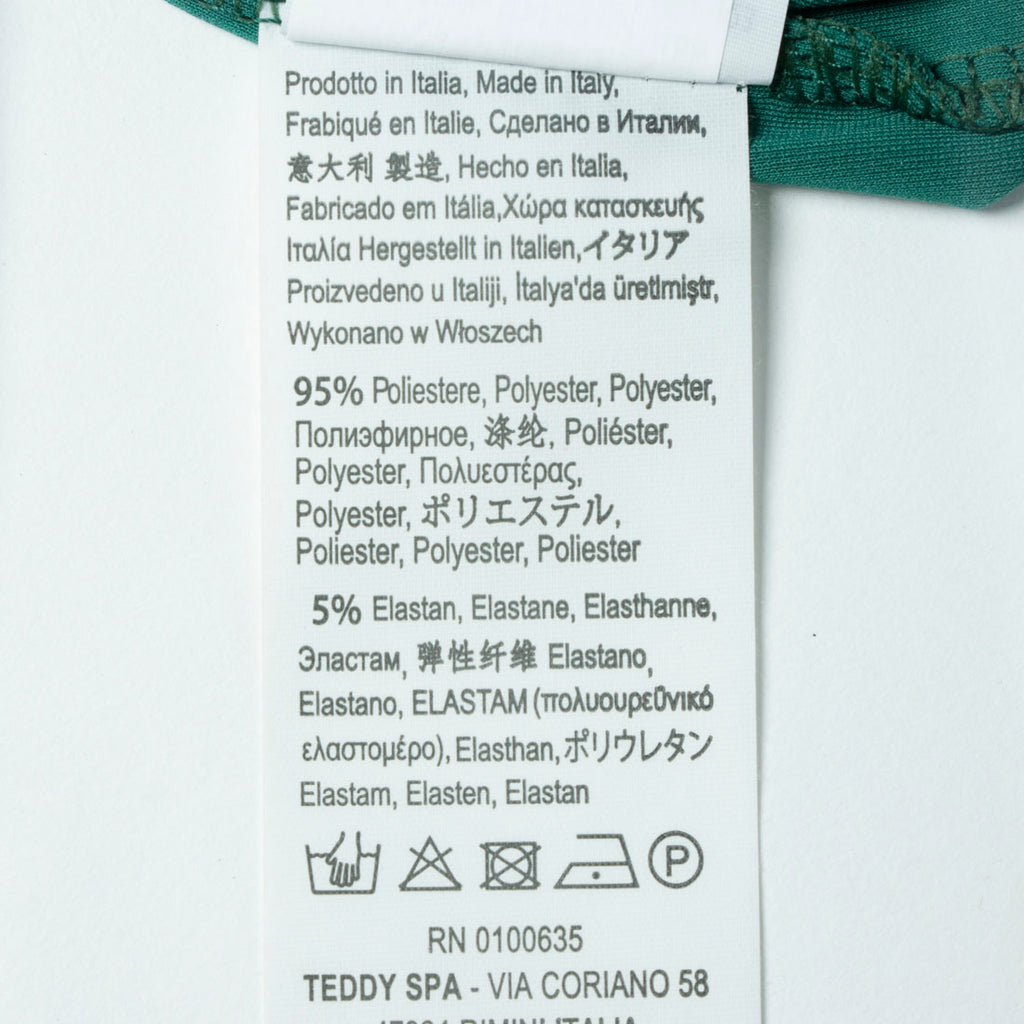 Prodotto in Italia, Made in Italy,
Frabiqué en Italie, Сделано в Италии,
意大利 製造, Hecho en Italia,
Fabricado em Itália,Χώρα κατασκευής
Ιταλία Hergestellt in Italien,イタリア
Proizvedeno u Italiji, İtalya'da üretlmiştr,
Wykonano w Włoszech
95% Poliestere, Polyester, Polyester,
Полиэфирное, 涤纶, Poliéster,
Polyester, Πολυεστέρας,
Polyester, ポリエステル,
Poliester, Polyester, Poliester
5% Elastan, Elastane, Elasthanne,
Эластам, 弹性纤维 Elastano,
Elastano, ELASTAM (πολυουρεθνικό
ελαστομέρο), Elasthan,ポリウレタン
Elastam, Elasten, Elastan
P
RN 0100635
TEDDY SPA - VIA CORIANO 58